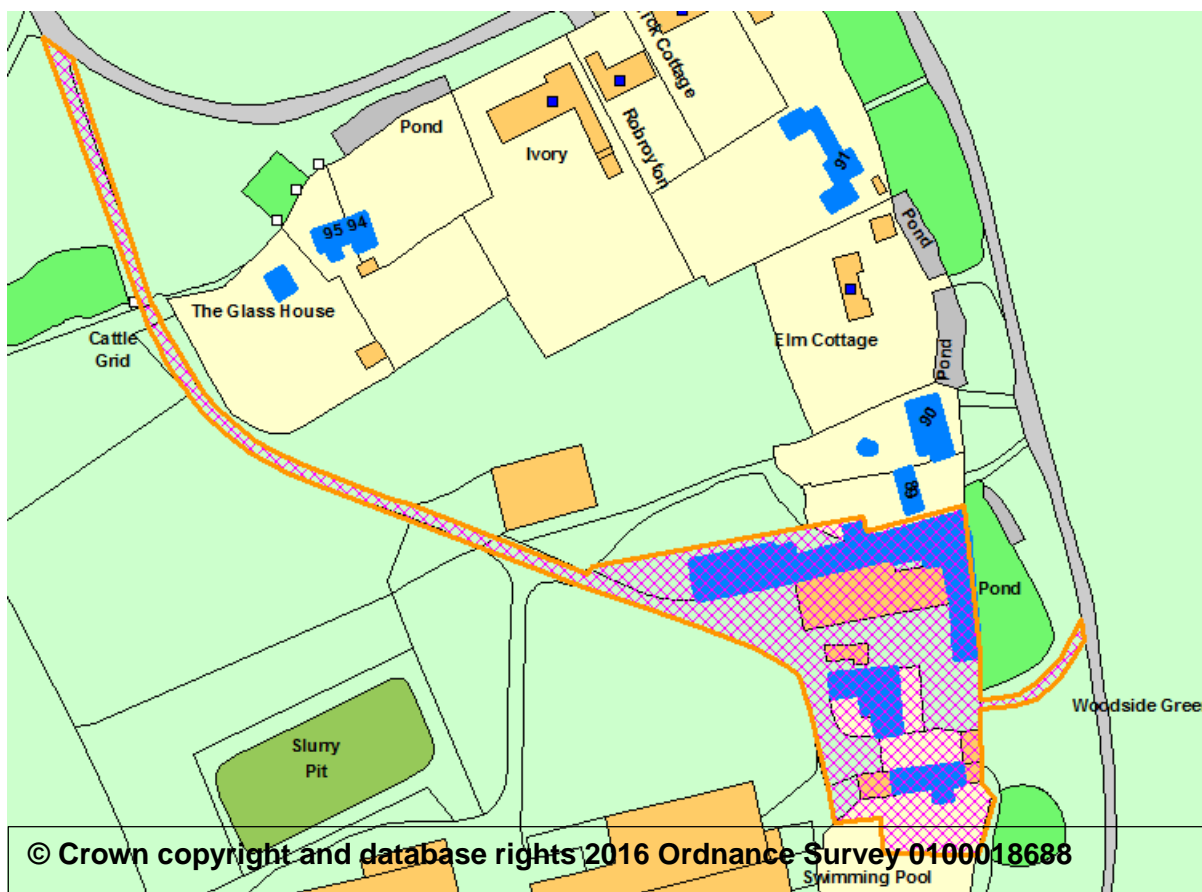 rck Cottage
Pond
Robroyton
Ivory
91
95 94
Pond
The Glass House
Cattle
Grid
Elm Cottage
Pond
90
Pond
Woodside Gree
Slurry
Pit
© Crown copyright and database rights 2016 Ordnance Survey 0100018688
Swimming Pool